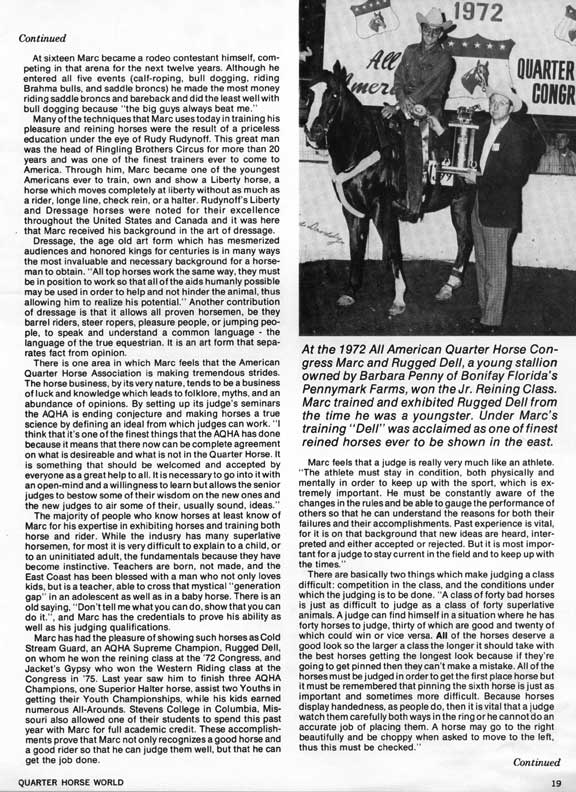 Continued
At sixteen Marc became a rodeo contestant himself, com-
peting in that arena for the next twelve years. Although he
entered all five events (calf-roping, bull dogging, riding
Brahma bulls, and saddle broncs) he made the most money
riding saddle broncs and bareback and did the least well with
bull dogging because "the big guys always beat me."
Many of the techniques that Marc uses today in training his
pleasure and reining horses were the result of a priceless
education under the eye of Rudy Rudynoff. This great man
was the head of Ringling Brothers Circus for more than 20
years and was one of the finest trainers ever to come to
America. Through him, Marc became one of the youngest
Americans ever to train, own and show a Liberty horse, a
horse which moves completely at liberty without as much as
a rider, longe line, check rein, or a halter. Rudynoff's Liberty
and Dressage horses were noted for their excellence
throughout the United States and Canada and it was here
that Marc received his background in the art of dressage.
Dressage, the age old art form which has mesmerized
audiences and honored kings for centuries is in many ways
the most invaluable and necessary background for a horse-
man to obtain. "All top horses work the same way, they must
be in position to work so that all of the aids humanly possible
may be used in order to help and not hinder the animal, thus
allowing him to realize his potential." Another contribution
of dressage is that it allows all proven horsemen, be they
barrel riders, steer ropers, pleasure people, or jumping peo-
ple, to speak and understand a common language - the
language of the true equestrian. It is an art form that sepa-
rates fact from opinion.
There is one area in which Marc feels that the American
Quarter Horse Association is making tremendous strides.
The horse business, by its very nature, tends to be a business
of luck and knowledge which leads to folklore, myths, and an
abundance of opinions. By setting up its judge's seminars
the AQHA is ending conjecture and making horses a true
science by defining an ideal from which judges can work. "I
think that it's one of the finest things that the AQHA has done
because it means that there now can be complete agreement
on what is desireable and what is not in the Quarter Horse. It
is something that should be welcomed and accepted by
everyone as a great help to all. It is necessary to go into it with
an open-mind and a willingness to learn but allows the senior
judges to bestow some of their wisdom on the new ones and
the new judges to air some of their, usually sound, ideas."
The majority of people who know horses at least know of
Marc for his expertise in exhibiting horses and training both
horse and rider. While the indusry has many superlative
horsemen, for most it is very difficult to explain to a child, or
to an uninitiated adult, the fundamentals because they have
become instinctive. Teachers are born, not made, and the
East Coast has been blessed with a man who not only loves
kids, but is a teacher, able to cross that mystical "generation
gap" in an adolescent as well as in a baby horse. There is an
old saying, "Don't tell me what you can do, show that you can
do it.", and Marc has the credentials to prove his ability as
well as his judging qualifications.
Marc has had the pleasure of showing such horses as Cold
Stream Guard, an AQHA Supreme Champion, Rugged Dell,
on whom he won the reining class at the '72 Congress, and
Jacket's Gypsy who won the Western Riding class at the
Congress in '75. Last year saw him to finish three AQHA
Champions, one Superior Halter horse, assist two Youths in
getting their Youth Championships, while his kids earned
numerous All-Arounds. Stevens College in Columbia, Mis-
souri also allowed one of their students to spend this past
year with Marc for full academic credit. These accomplish-
ments prove that Marc not only recognizes a good horse and
a good rider so that he can judge them well, but that he can
get the job done.
1972
All
Ameri
QUARTER
CONGR
At the 1972 All American Quarter Horse Con-
gress Marc and Rugged Dell, a young stallion
owned by Barbara Penny of Bonifay Florida's
Pennymark Farms, won the Jr. Reining Class.
Marc trained and exhibited Rugged Dell from
the time he was a youngster. Under Marc's
training "Dell" was acclaimed as one of finest
reined horses ever to be shown in the east.
Marc feels that a judge is really very much like an athlete.
"The athlete must stay in condition, both physically and
mentally in order to keep up with the sport, which is ex-
tremely important. He must be constantly aware of the
changes in the rules and be able to gauge the performance of
others so that he can understand the reasons for both their
failures and their accomplishments. Past experience is vital,
for it is on that background that new ideas are heard, inter-
preted and either accepted or rejected. But it is most impor-
tant for a judge to stay current in the field and to keep up with
the times."
There are basically two things which make judging a class
difficult; competition in the class, and the conditions under
which the judging is to be done. "A class of forty bad horses
is just as difficult to judge as a class of forty superlative
animals. A judge can find himself in a situation where he has
forty horses to judge, thirty of which are good and twenty of
which could win or vice versa. All of the horses deserve a
good look so the larger a class the longer it should take with
the best horses getting the longest look because if they're
going to get pinned then they can't make a mistake. All of the
horses must be judged in order to get the first place horse but
it must be remembered that pinning the sixth horse is just as
important and sometimes more difficult. Because horses
display handedness, as people do, then it is vital that a judge
watch them carefully both ways in the ring or he cannot do an
accurate job of placing them. A horse may go to the right
beautifully and be choppy when asked to move to the left,
thus this must be checked."
Continued
QUARTER HORSE WORLD
19